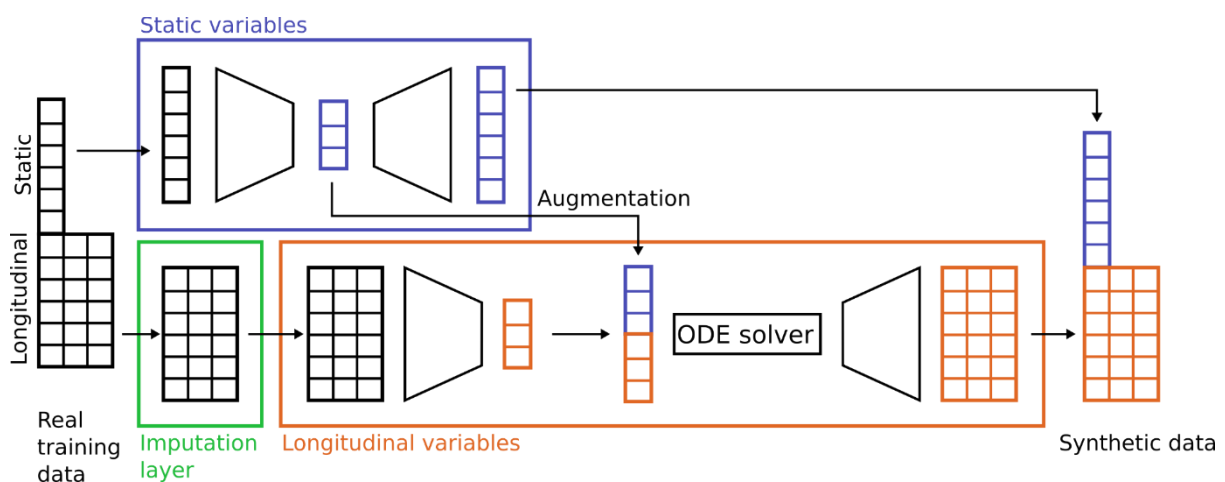 Static variables
Static
Augmentation
Longitudinal
ODE solver
Real
training
data
Imputation
layer
Longitudinal variables
Synthetic data